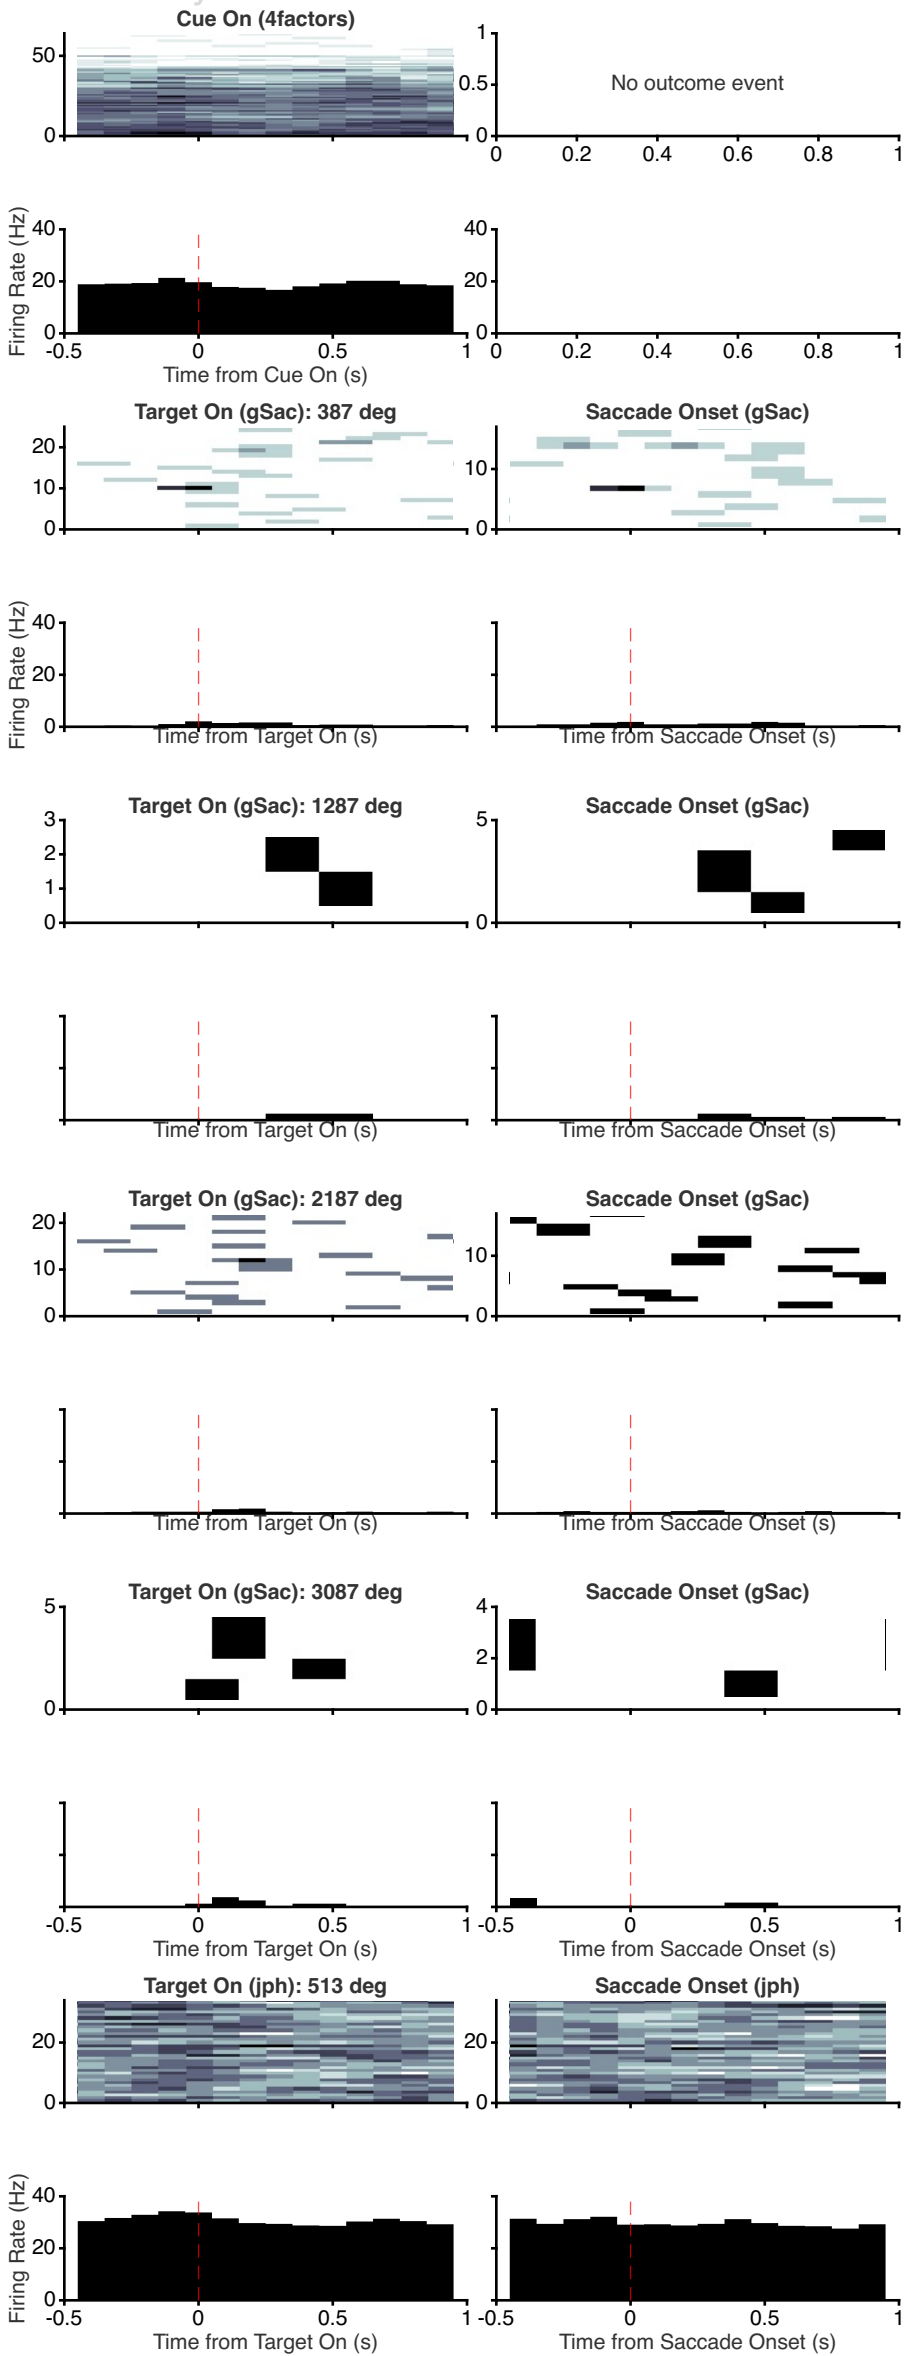 Cue On (4factors)
50
0
1
0.5
0
No outcome event
0 0.2 0.4 0.6 0.8 1
Firing Rate (Hz)
40
20
0
-0.5 0 0.5 1
Time from Cue On (s)
40
20
0
0 0.2 0.4 0.6 0.8 1
Target On (gSac): 387 deg
20
10
0
Saccade Onset (gSac)
10
0
Firing Rate (Hz)
40
20
0
Time from Target On (s)
Time from Saccade Onset (s)
Target On (gSac): 1287 deg
3
2
1
0
Saccade Onset (gSac)
5
0
Time from Target On (s)
Time from Saccade Onset (s)
Target On (gSac): 2187 deg
20
10
0
Saccade Onset (gSac)
10
0
Time from Target On (s)
Time from Saccade Onset (s)
Target On (gSac): 3087 deg
5
0
Saccade Onset (gSac)
4
2
0
-0.5 0 0.5 1
Time from Target On (s)
-0.5 0 0.5 1
Time from Saccade Onset (s)
Target On (jph): 513 deg
20
0
Saccade Onset (jph)
20
0
Firing Rate (Hz)
40
20
0
-0.5 0 0.5 1
Time from Target On (s)
-0.5 0 0.5 1
Time from Saccade Onset (s)